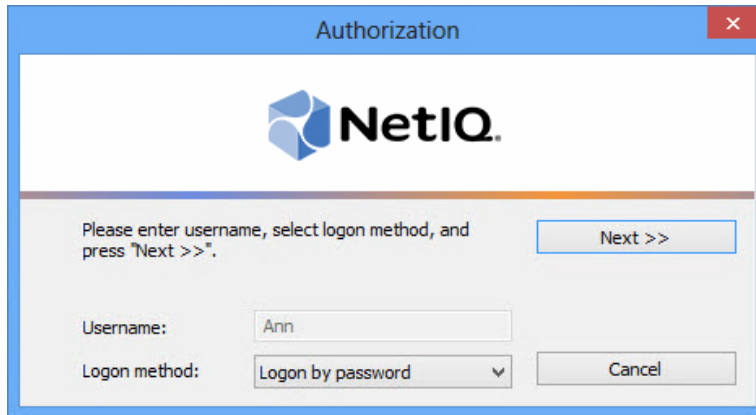 Authorization
NetIQ®
Please enter username, select logon method, and
press "Next >>".
Next >>
Username:
Ann
Logon method:
Logon by password
Cancel